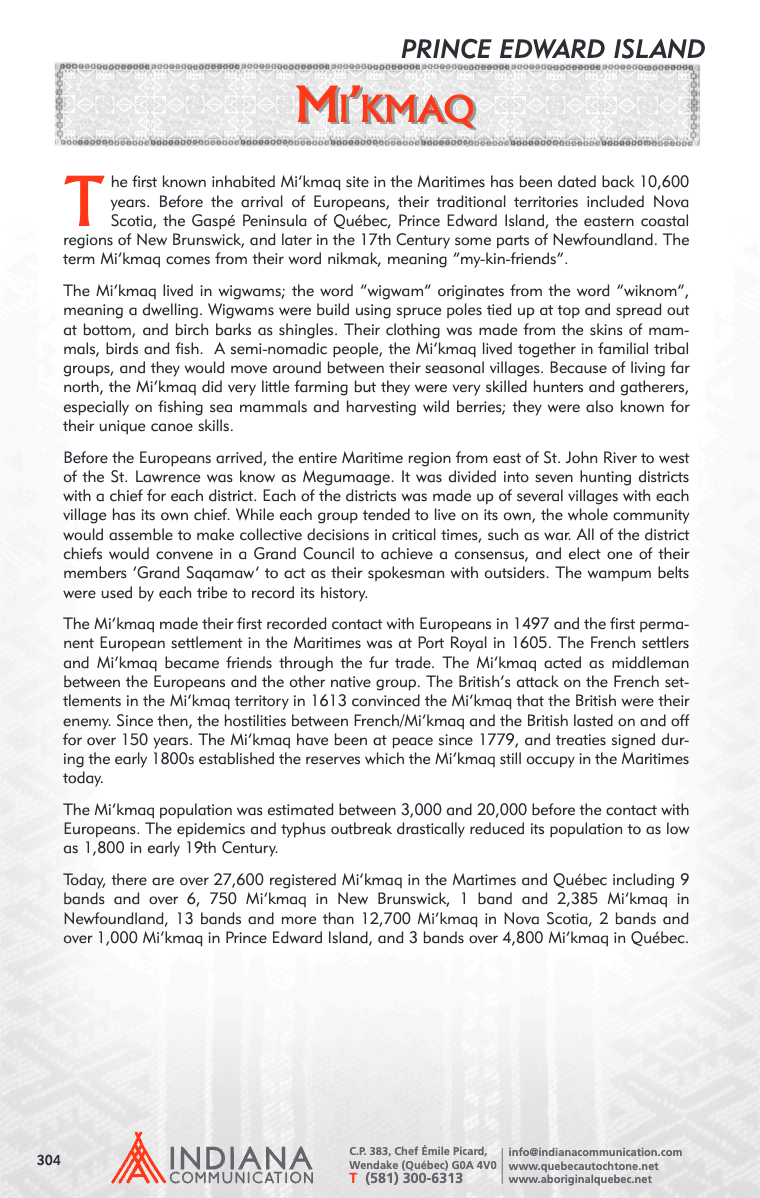 PRINCE EDWARD ISLAND
MI’KMAQ
The first known inhabited Mi’kmaq site in the Maritimes has been dated back 10,600
years. Before the arrival of Europeans, their traditional territories included Nova
Scotia, the Gaspé Peninsula of Québec, Prince Edward Island, the eastern coastal
regions of New Brunswick, and later in the 17th Century some parts of Newfoundland. The
term Mi’kmaq comes from their word nikmak, meaning “my-kin-friends”.
The Mi’kmaq lived in wigwams; the word “wigwam” originates from the word “wiknom”,
meaning a dwelling. Wigwams were build using spruce poles tied up at top and spread out
at bottom, and birch barks as shingles. Their clothing was made from the skins of mam-
mals, birds and fish. A semi-nomadic people, the Mi’kmaq lived together in familial tribal
groups, and they would move around between their seasonal villages. Because of living far
north, the Mi’kmaq did very little farming but they were very skilled hunters and gatherers,
especially on fishing sea mammals and harvesting wild berries; they were also known for
their unique canoe skills.
Before the Europeans arrived, the entire Maritime region from east of St. John River to west
of the St. Lawrence was know as Megumaage. It was divided into seven hunting districts
with a chief for each district. Each of the districts was made up of several villages with each
village has its own chief. While each group tended to live on its own, the whole community
would assemble to make collective decisions in critical times, such as war. All of the district
chiefs would convene in a Grand Council to achieve a consensus, and elect one of their
members ‘Grand Saqamaw’ to act as their spokesman with outsiders. The wampum belts
were used by each tribe to record its history.
The Mi’kmaq made their first recorded contact with Europeans in 1497 and the first perma-
nent European settlement in the Maritimes was at Port Royal in 1605. The French settlers
and Mi’kmaq became friends through the fur trade. The Mi’kmaq acted as middleman
between the Europeans and the other native group. The British’s attack on the French set-
tlements in the Mi’kmaq territory in 1613 convinced the Mi’kmaq that the British were their
enemy. Since then, the hostilities between French/Mi’kmaq and the British lasted on and off
for over 150 years. The Mi’kmaq have been at peace since 1779, and treaties signed dur-
ing the early 1800s established the reserves which the Mi’kmaq still occupy in the Maritimes
today.
The Mi’kmaq population was estimated between 3,000 and 20,000 before the contact with
Europeans. The epidemics and typhus outbreak drastically reduced its population to as low
as 1,800 in early 19th Century.
Today, there are over 27,600 registered Mi’kmaq in the Martimes and Québec including 9
bands and over 6, 750 Mi’kmaq in New Brunswick, 1 band and 2,385 Mi’kmaq in
Newfoundland, 13 bands and more than 12,700 Mi’kmaq in Nova Scotia, 2 bands and
over 1,000 Mi’kmaq in Prince Edward Island, and 3 bands over 4,800 Mi’kmaq in Québec.
304
INDIANA
COMMUNICATION
C.P. 383, Chef Émile Picard,
Wendake (Québec) G0A 4V0
T (581) 300-6313
info@indianacommunication.com
www.quebecautochtone.net
www.aboriginalquebec.net